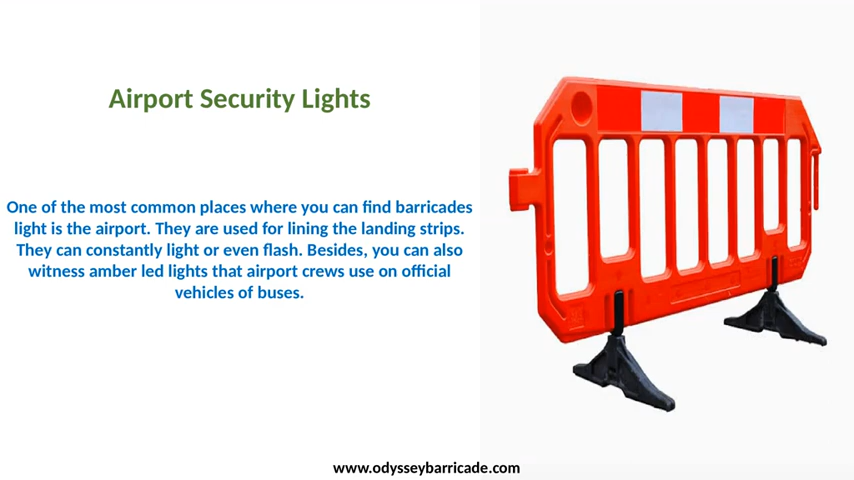 Airport Security Lights
One of the most common places where you can find barricades
light is the airport. They are used for lining the landing strips.
They can constantly light or even flash. Besides, you can also
witness amber led lights that airport crews use on official
vehicles of buses.
www.odysseybarricade.com